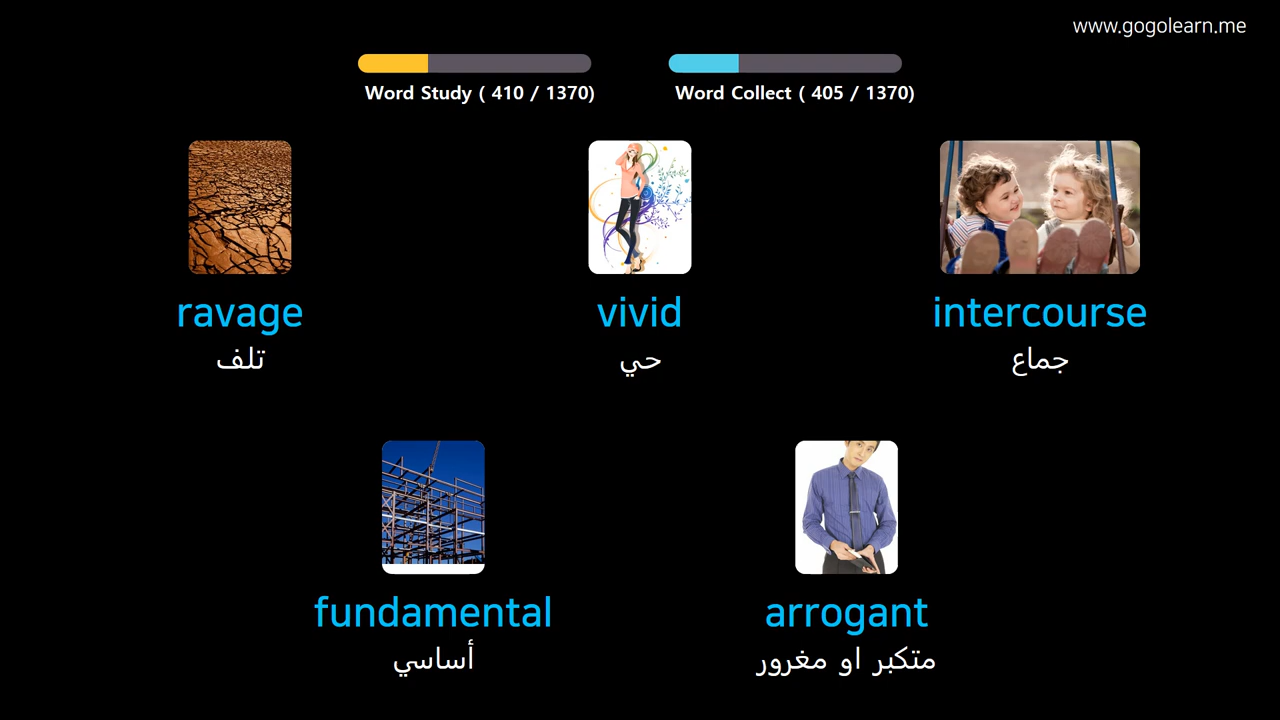 www.gogolearn.me
Word Study ( 410 / 1370)
Word Collect ( 405 / 1370)
ravage
تلف
vivid
حي
intercourse
جماع
fundamental
أساسي
arrogant
متكبر او مغرور